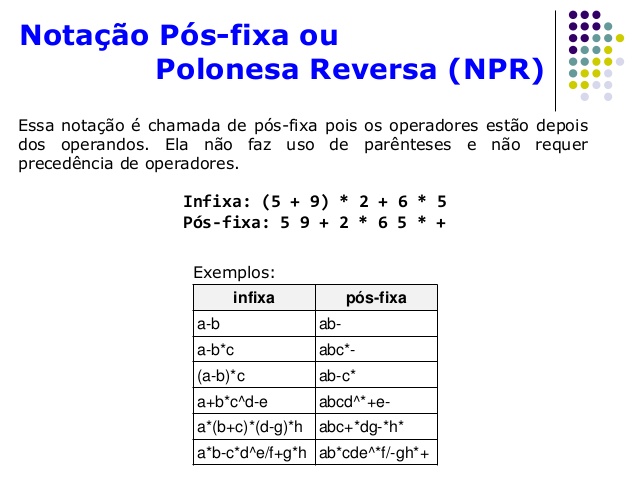 Notação Pós-fixa ou
Polonesa Reversa (NPR)
Essa notação é chamada de pós-fixa pois os operadores estão depois
dos operandos. Ela não faz uso de parênteses e não requer
precedência de operadores.
Infixa: (5 + 9) * 2 + 6 * 5
Pós-fixa: 5 9 + 2 * 6 5 * +
Exemplos:
infixa pós-fixa
a-b ab-
a-b*c abc*-
(a-b)*c ab-c*
a+b*c^d-e abcd^*+e-
a*(b+c)*(d-g)*h abc+*dg-*h*
a*b-c*d^e/f+g*h ab*cde^*f/-gh*+